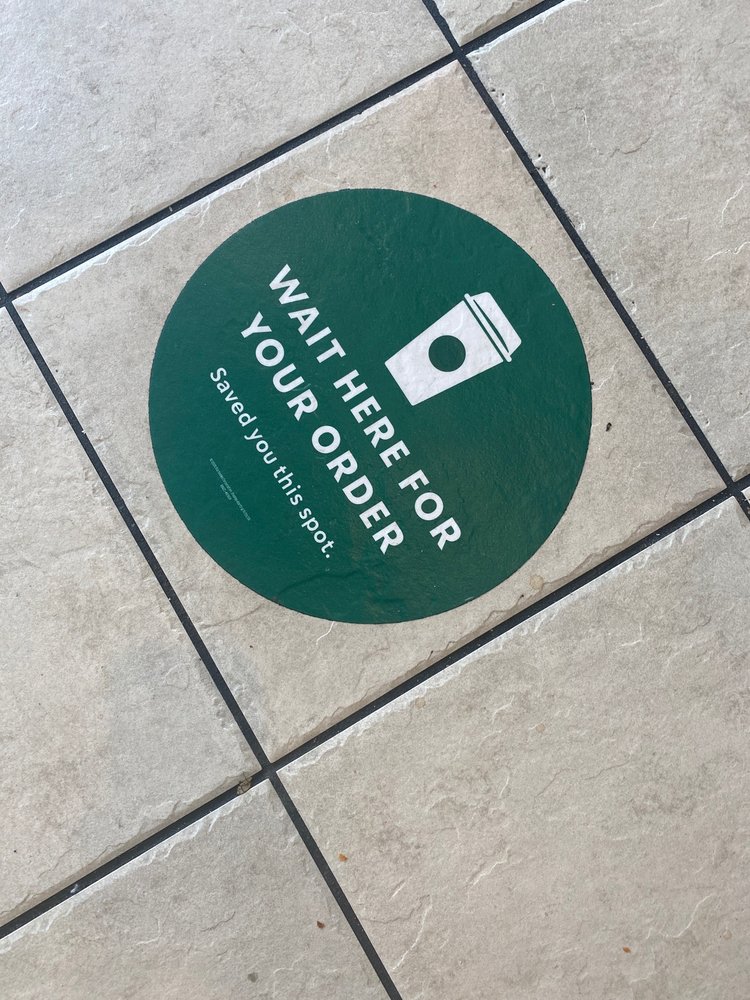 WAIT HERE FOR
YOUR ORDER
Saved you this spot.